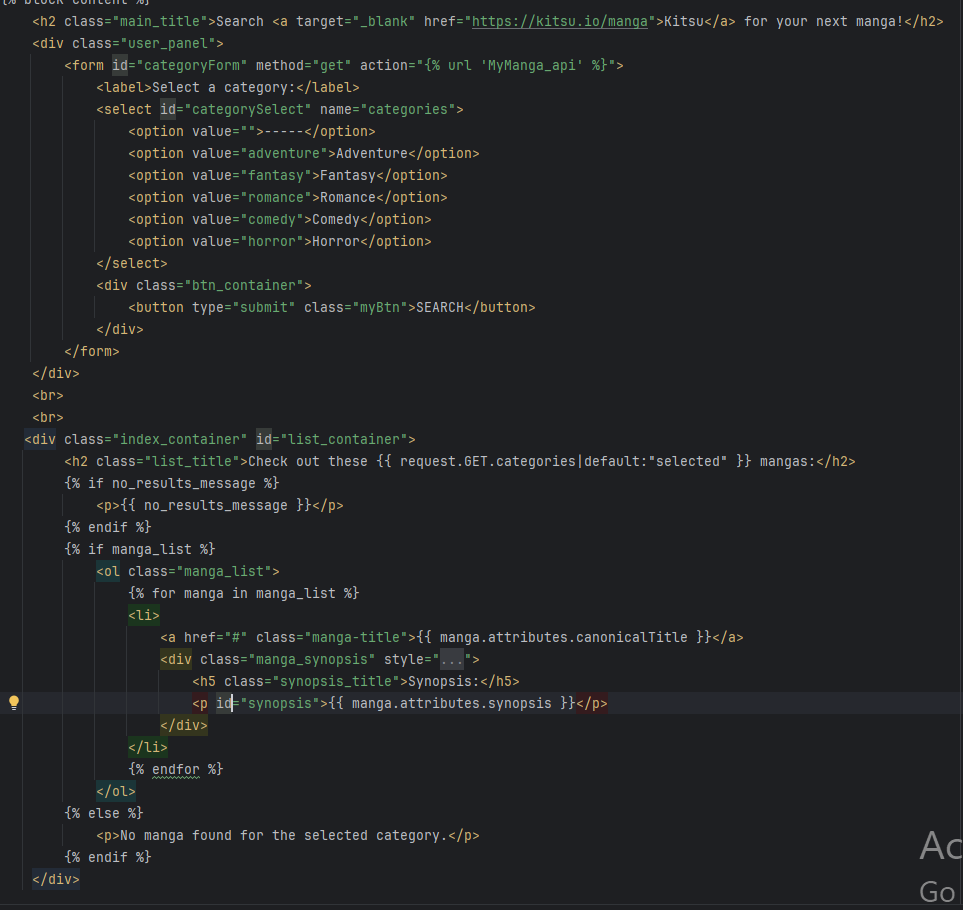 {% block content %}
<h2 class="main_title">Search <a target="_blank" href="https://kitsu.io/manga">Kitsu</a> for your next manga!</h2>
<div class="user_panel">
<form id="categoryForm" method="get" action="{% url 'MyManga_api' %}">
<label>Select a category:</label>
<select id="categorySelect" name="categories">
<option value="">-----</option>
<option value="adventure">Adventure</option>
<option value="fantasy">Fantasy</option>
<option value="romance">Romance</option>
<option value="comedy">Comedy</option>
<option value="horror">Horror</option>
</select>
<div class="btn_container">
<button type="submit" class="myBtn">SEARCH</button>
</div>
</form>
</div>
<br>
<br>
<div class="index_container" id="list_container">
<h2 class="list_title">Check out these {{ request.GET.categories|default:"selected" }} mangas:</h2>
{% if no_results_message %}
<p>{{ no_results_message }}</p>
{% endif %}
{% if manga_list %}
<ol class="manga_list">
{% for manga in manga_list %}
<li>
<a href="#" class="manga-title">{{ manga.attributes.canonicalTitle }}</a>
<div class="manga_synopsis" style="...">
<h5 class="synopsis_title">Synopsis:</h5>
<p id="synopsis">{{ manga.attributes.synopsis }}</p>
</div>
</li>
{% endfor %}
</ol>
{% else %}
<p>No manga found for the selected category.</p>
{% endif %}
</div>
Ac
Go